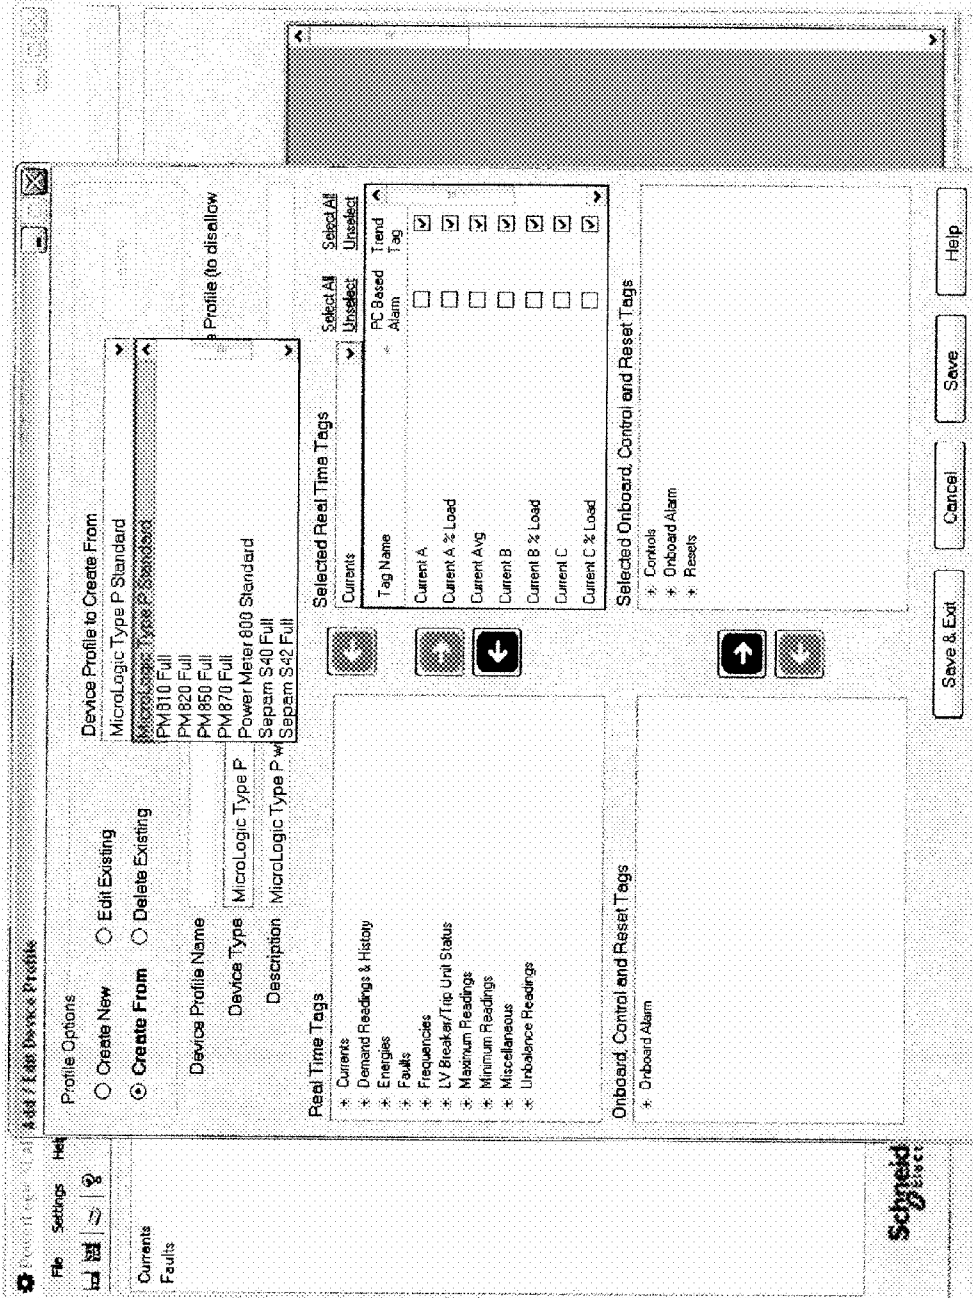 File Settings Help
Currents
Faults
Schneid
Elect
Add / Edit Device Profile
Profile Options
Create New
Edit Existing
Create From
Delete Existing
Device Profile to Create From
MicroLogic Type P Standard
MicroLogic Type P Standard
PM810 Full
PM820 Full
PM850 Full
PM870 Full
Power Meter 800 Standard
Sepam S40 Full
Sepam S42 Full
Device Profile Name
e Profile (to disallow
Device Type MicroLogic Type P
Description MicroLogic Type P w
Real Time Tags
+ Currents
+ Demand Readings & History
+ Energies
+ Faults
+ Frequencies
+ LV Breaker/Trip Unit Status
+ Maximum Readings
+ Minimum Readings
+ Miscellaneous
+ Unbalance Readings
Selected Real Time Tags
Select All
Select All
Currents
Unselect
Unselect
Tag Name
PC Based Alarm
Trend Tag
Current A
Current A % Load
Current Avg
Current B
Current B % Load
Current C
Current C % Load
Onboard, Control and Reset Tags
+ Onboard Alarm
Selected Onboard, Control and Reset Tags
+ Controls
+ Onboard Alarm
+ Resets
Save & Exit
Cancel
Save
Help